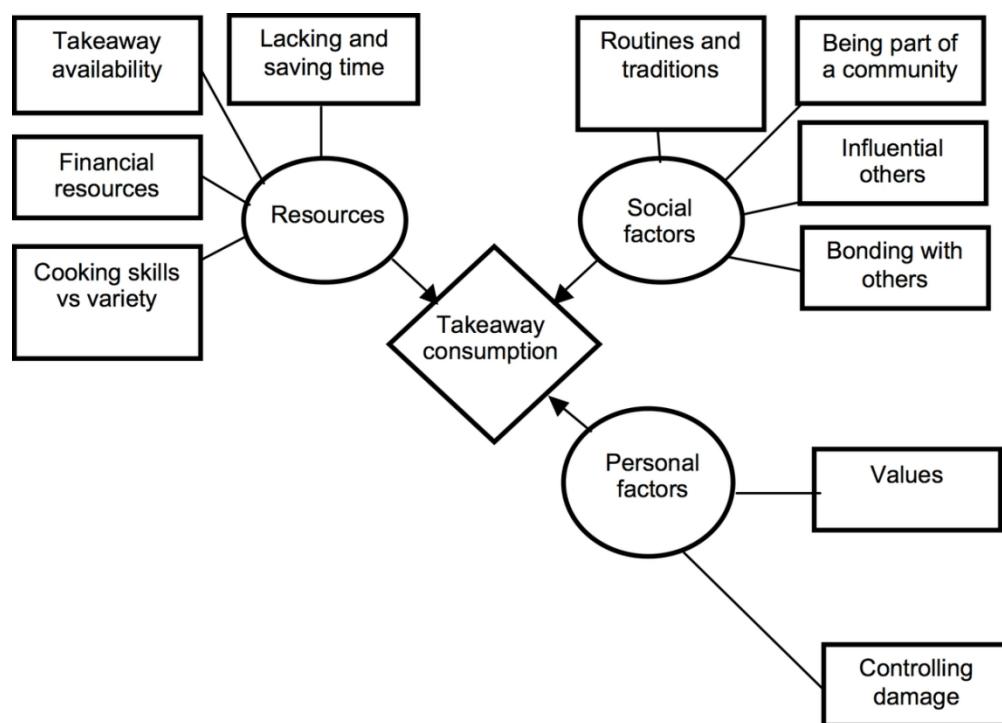 Takeaway
availability
Lacking and
saving time
Financial
resources
Cooking skills
vs variety
Resources
Routines and
traditions
Being part of
a community
Influential
others
Bonding with
others
Social
factors
Takeaway
consumption
Personal
factors
Values
Controlling
damage